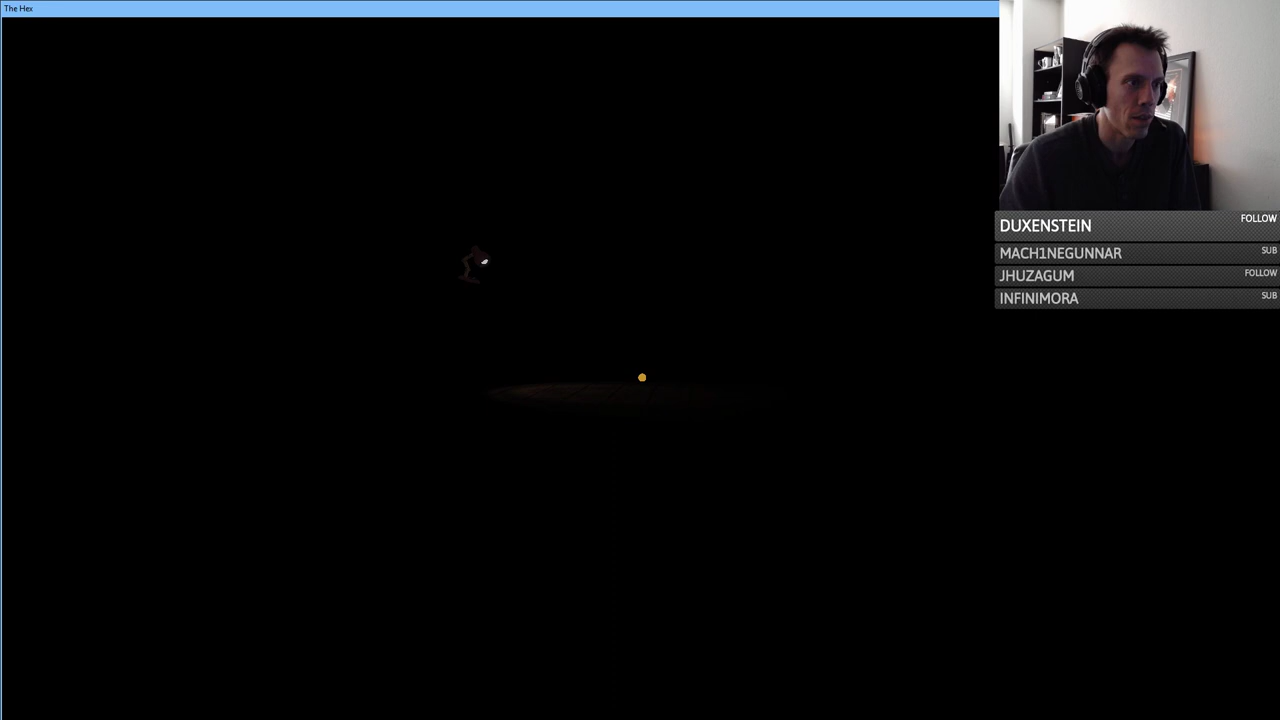 The Hex
DUXENSTEIN FOLLOW
MACH1NEGUNNAR SUB
JHUZAGUM FOLLOW
INFINIMORA SUB